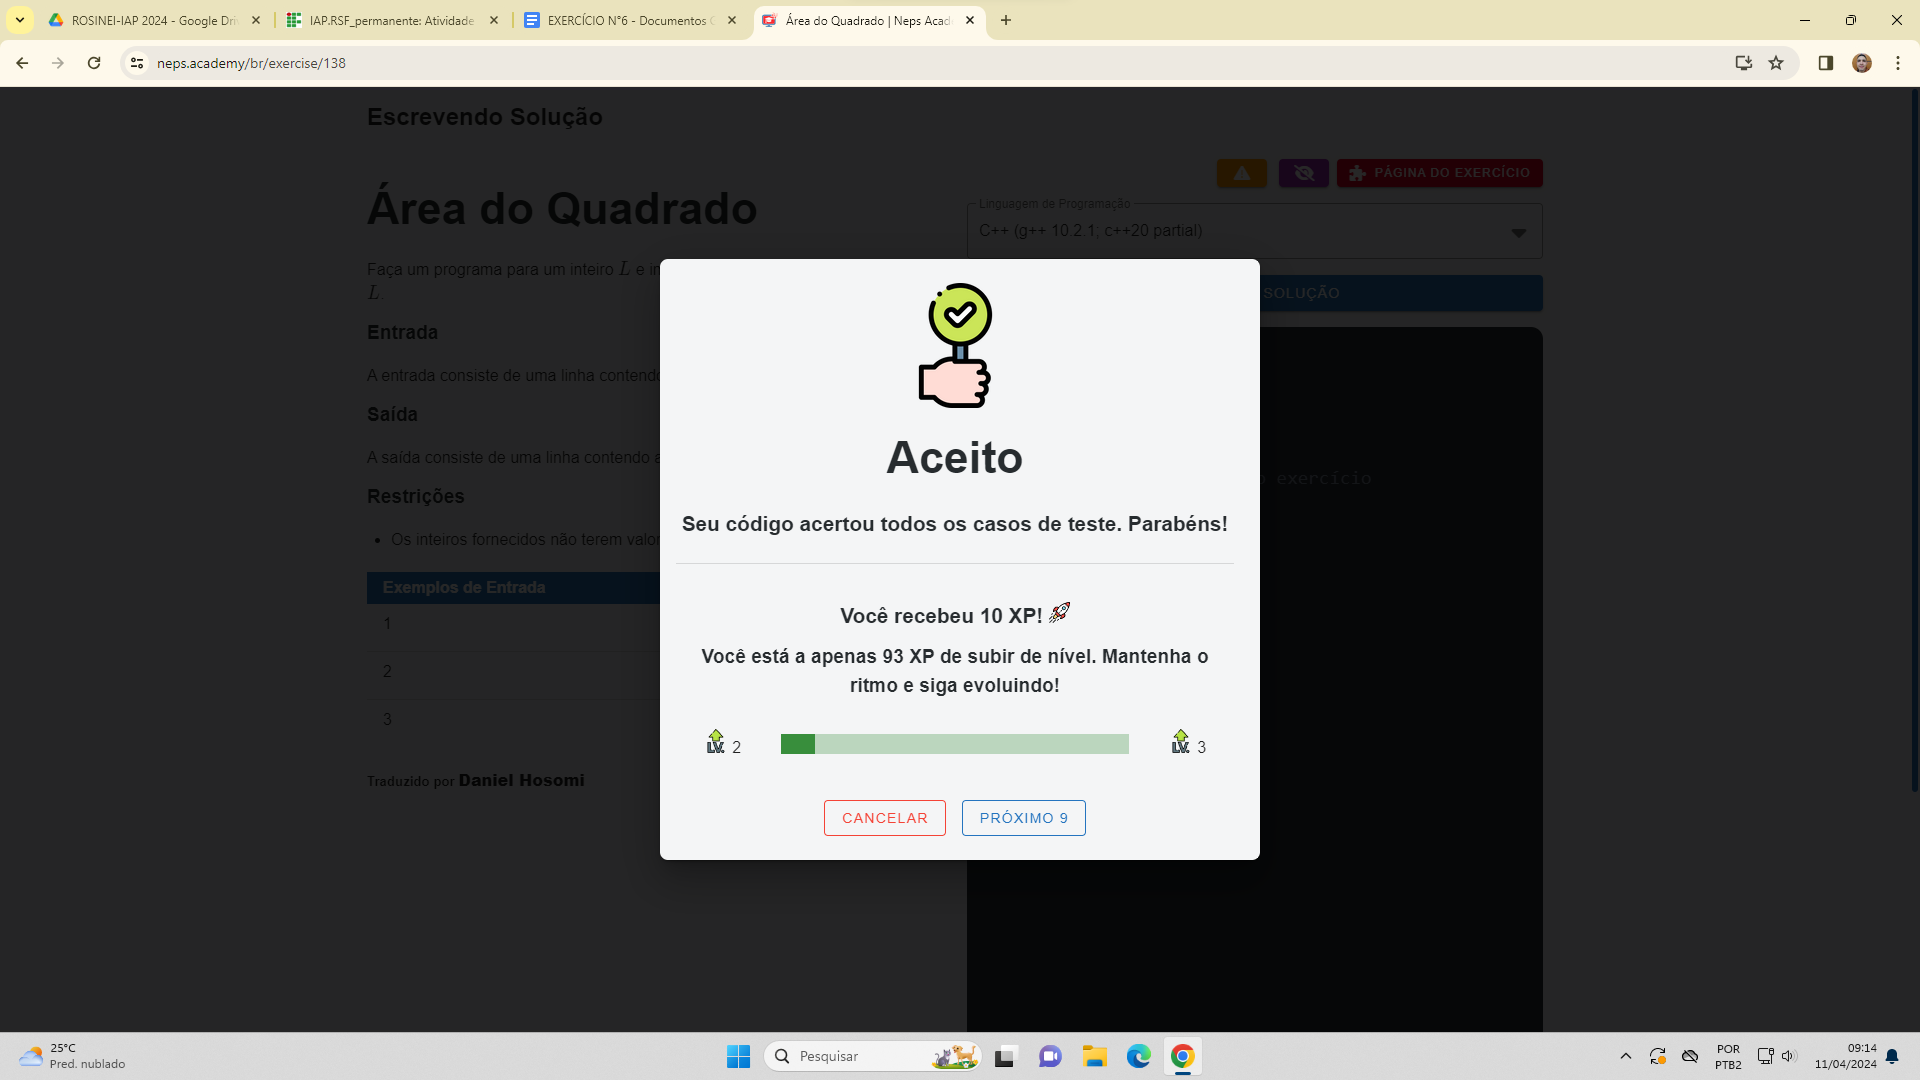 ROSINEI-IAP 2024 - Google Dri
IAP.RSF_permanente: Atividade
EXERCÍCIO N°6 - Documentos G
Área do Quadrado | Neps Acad
neps.academy/br/exercise/138
Escrevendo Solução
PÁGINA DO EXERCÍCIO
Área do Quadrado
Linguagem de Programação
C++ (g++ 10.2.1; c++20 partial)
Faça um programa para um inteiro L e
L.
SOLUÇÃO
Entrada
A entrada consiste de uma linha contendo
Saída
A saída consiste de uma linha contendo a
exercício
Restrições
Os inteiros fornecidos não terem valor
Exemplos de Entrada
1
2
3
Traduzido por Daniel Hosomi
Aceito
Seu código acertou todos os casos de teste. Parabéns!
Você recebeu 10 XP!
Você está a apenas 93 XP de subir de nível. Mantenha o
ritmo e siga evoluindo!
LV. 2
LV. 3
CANCELAR
PRÓXIMO 9
25°C
Pred. nublado
Pesquisar
POR
PTB2
09:14
11/04/2024